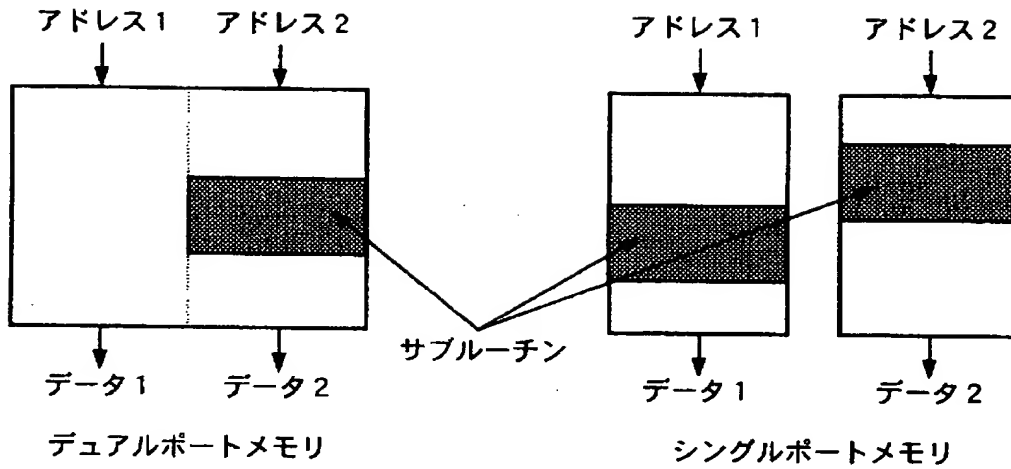 アドレス1
アドレス2
アドレス1
アドレス2
サブルーチン
データ1
データ2
データ1
データ2
デュアルポートメモリ
シングルポートメモリ